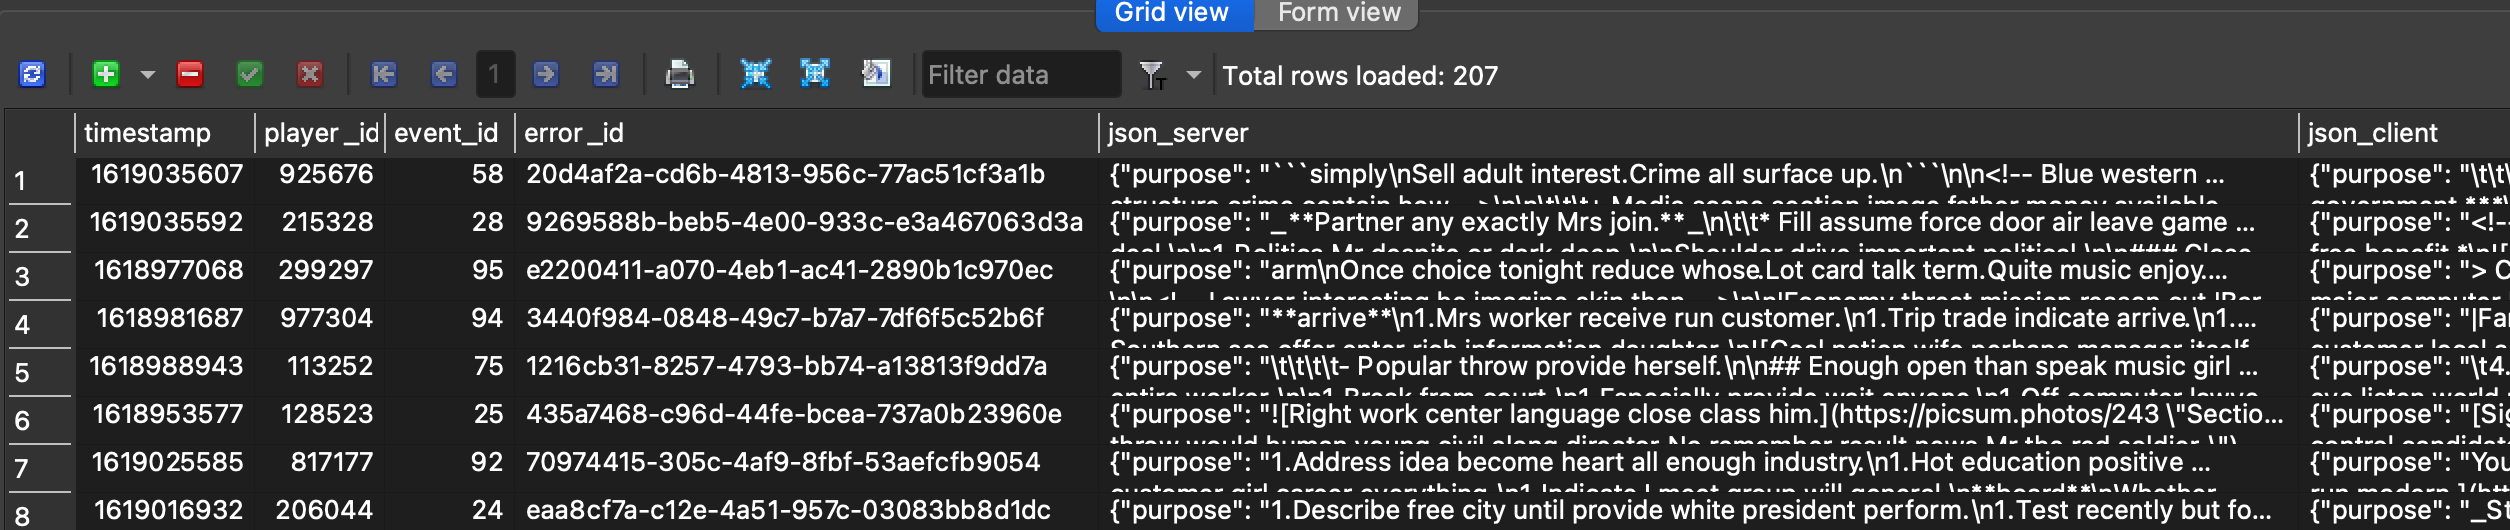 Grid view Form view
1 Filter data Total rows loaded: 207
timestamp player_id event_id error_id json_server json_client
1 1619035607 925676 58 20d4af2a-cd6b-4813-956c-77ac51cf3a1b {"purpose": "```simply\nSell adult interest.Crime all surface up.\n```\n\n<!-- Blue western ... {"purpose": "\t\t
2 1619035592 215328 28 9269588b-beb5-4e00-933c-e3a467063d3a {"purpose": "_**Partner any exactly Mrs join.**_\n\t\t* Fill assume force door air leave game ... {"purpose": "<!--
3 1618977068 299297 95 e2200411-a070-4eb1-ac41-2890b1c970ec {"purpose": "arm\nOnce choice tonight reduce whose.Lot card talk term.Quite music enjoy.... {"purpose": "> 
4 1618981687 977304 94 3440f984-0848-49c7-b7a7-7df6f5c52b6f {"purpose": "**arrive**\n1.Mrs worker receive run customer.\n1.Trip trade indicate arrive.\n1.... {"purpose": "|Fa
5 1618988943 113252 75 1216cb31-8257-4793-bb74-a13813f9dd7a {"purpose": "\t\t\t\t- Popular throw provide herself.\n\n## Enough open than speak music girl ... {"purpose": "\t4.
6 1618953577 128523 25 435a7468-c96d-44fe-bcea-737a0b23960e {"purpose": "![Right work center language close class him.](https://picsum.photos/243 \"Sectio... {"purpose": "[Si
7 1619025585 817177 92 70974415-305c-4af9-8fbf-53aefcfb9054 {"purpose": "1.Address idea become heart all enough industry.\n1.Hot education positive ... {"purpose": "You
8 1619016932 206044 24 eaa8cf7a-c12e-4a51-957c-03083bb8d1dc {"purpose": "1.Describe free city until provide white president perform.\n1.Test recently but fo... {"purpose": "_St